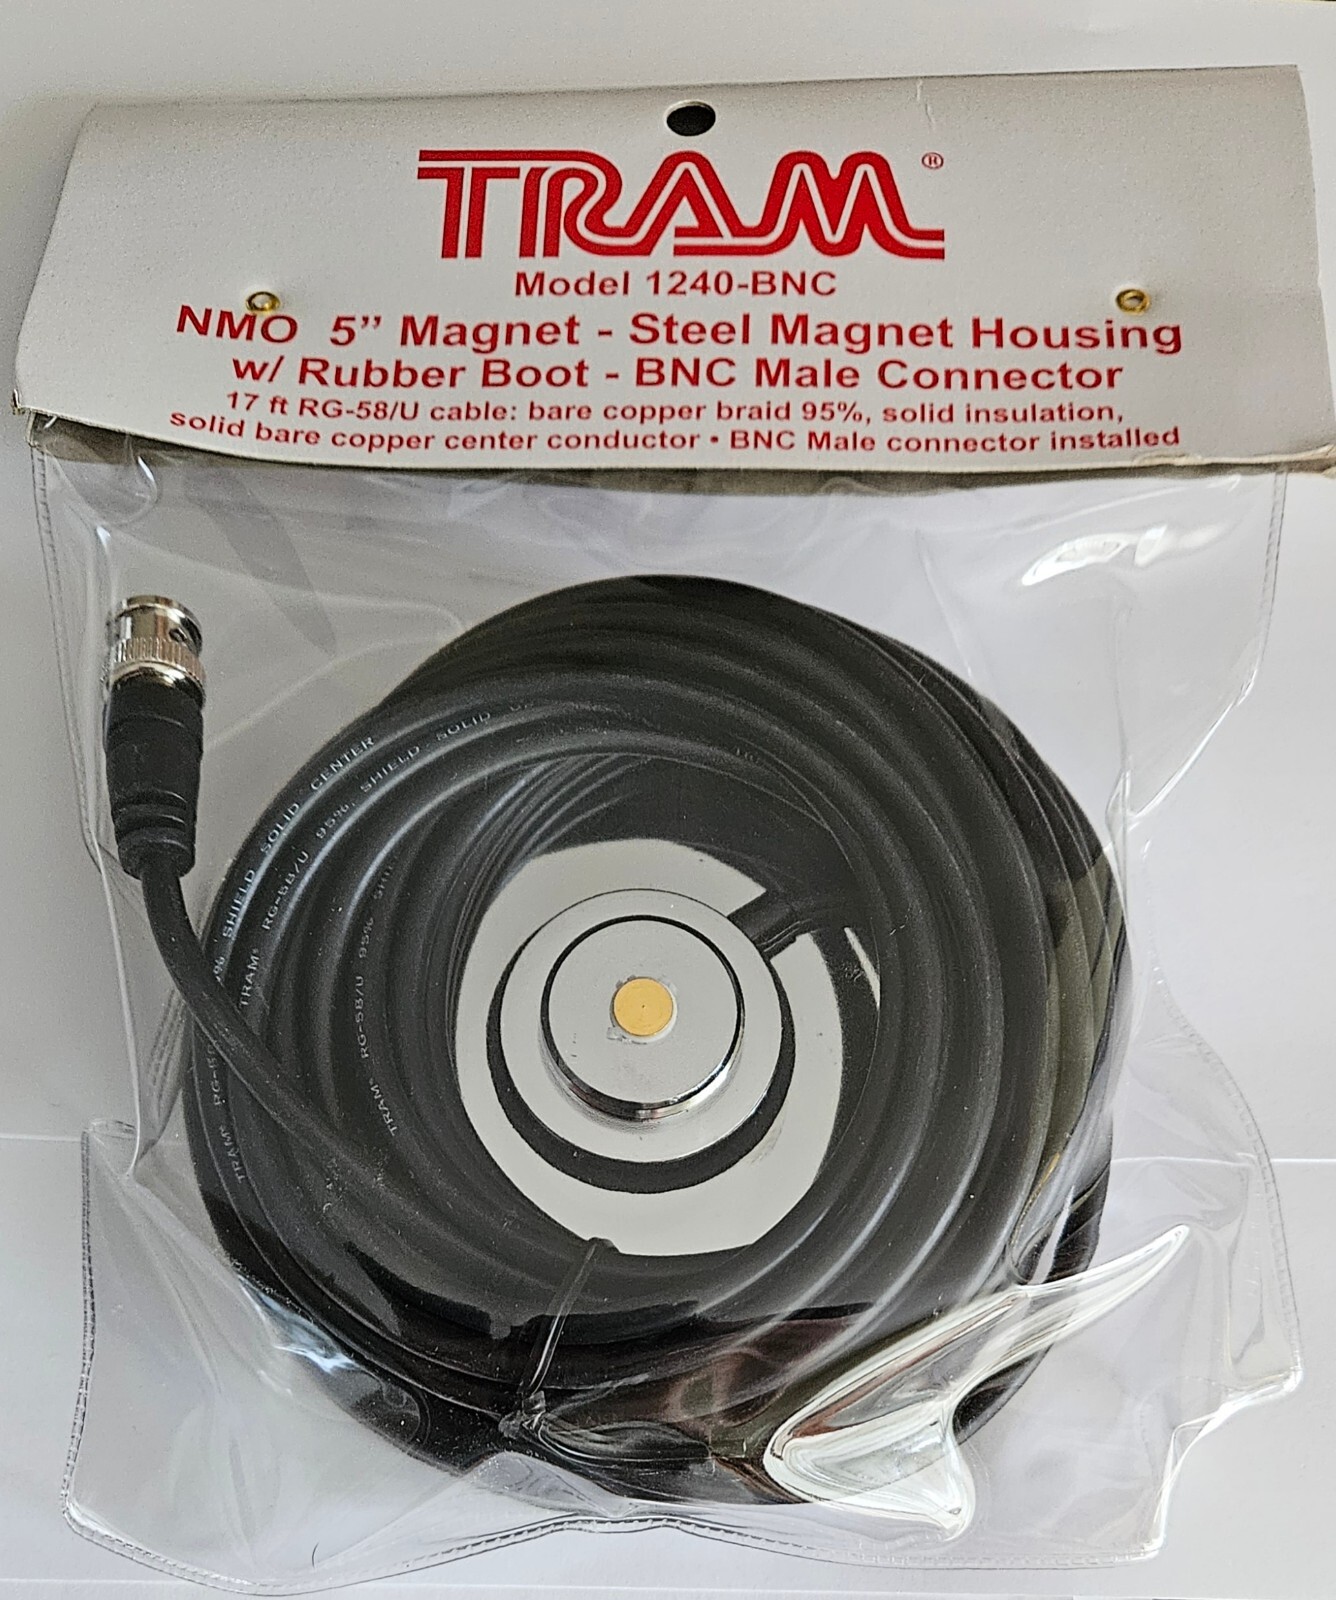 TRAM®
Model 1240-BNC
NMO 5” Magnet - Steel Magnet Housing
w/ Rubber Boot - BNC Male Connector
17 ft RG-58/U cable: bare copper braid 95%, solid insulation,
solid bare copper center conductor • BNC Male connector installed
SHIELD SOLID CENTER
TRAM® RG-58/U 95% SHIELD SOLID
TRAM® RG-58/U 95%
TRAM®